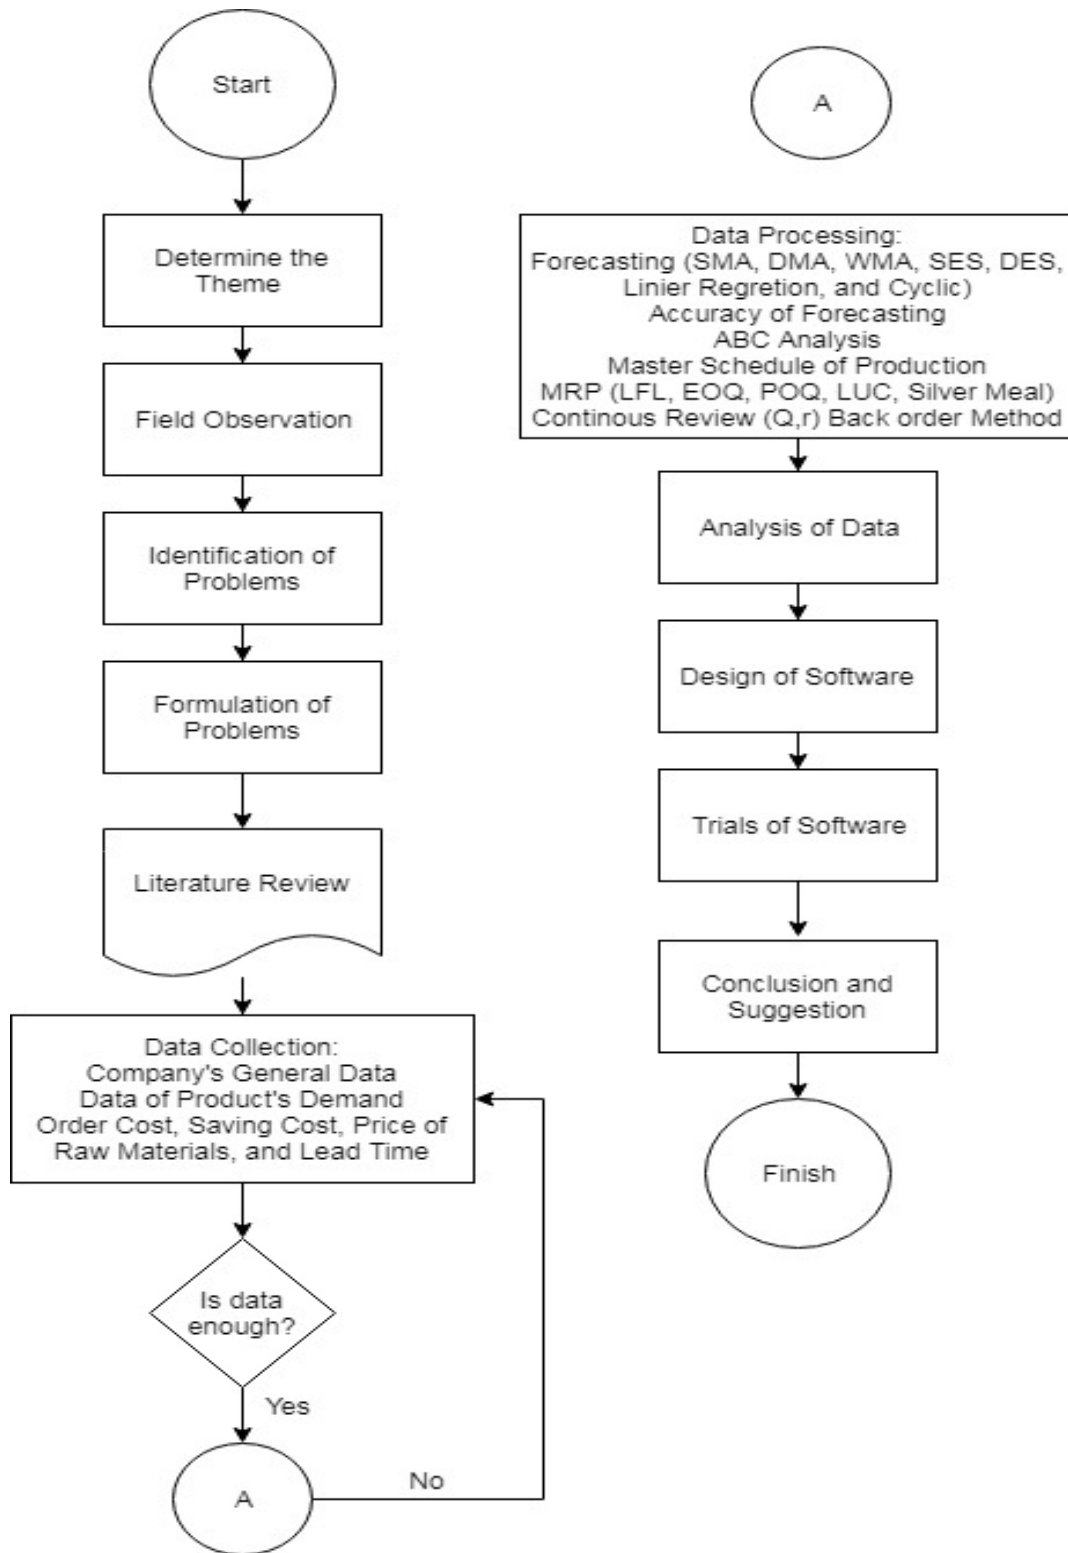 Start
Determine the
Theme
Field Observation
Identification of
Problems
Formulation of
Problems
Literature Review
Data Collection:
Company's General Data
Data of Product's Demand
Order Cost, Saving Cost, Price of
Raw Materials, and Lead Time
Is data
enough?
Yes
A
No
A
Data Processing:
Forecasting (SMA, DMA, WMA, SES, DES,
Linier Regretion, and Cyclic)
Accuracy of Forecasting
ABC Analysis
Master Schedule of Production
MRP (LFL, EOQ, POQ, LUC, Silver Meal)
Continous Review (Q,r) Back order Method
Analysis of Data
Design of Software
Trials of Software
Conclusion and
Suggestion
Finish